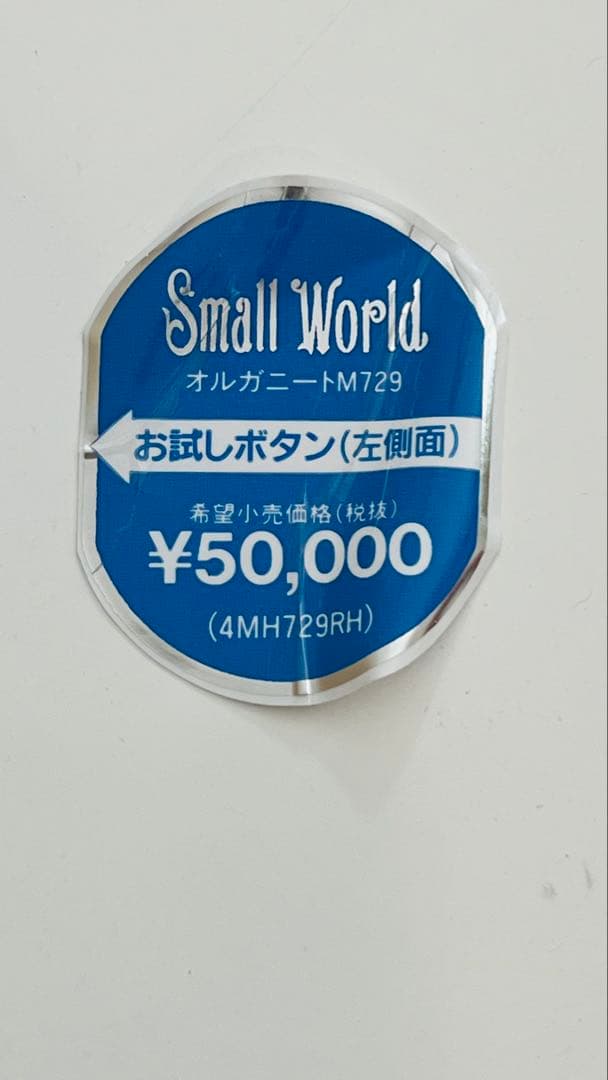 Small World
オルガニートM729
お試しボタン(左側面)
希望小売価格(税抜)
¥50,000
(4MH729RH)